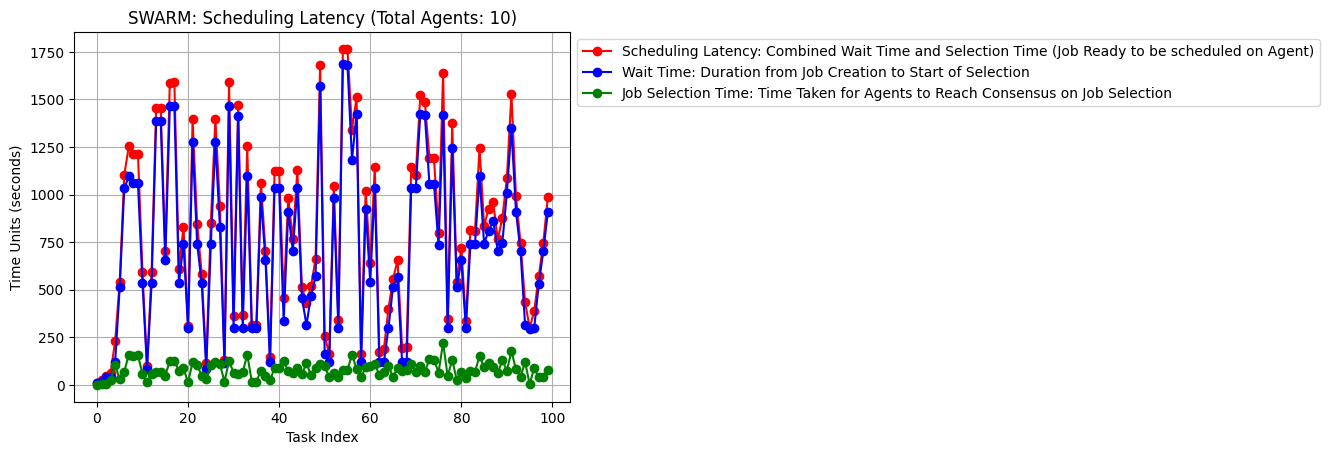 SWARM: Scheduling Latency (Total Agents: 10)
Scheduling Latency: Combined Wait Time and Selection Time (Job Ready to be scheduled on Agent)
Wait Time: Duration from Job Creation to Start of Selection
Job Selection Time: Time Taken for Agents to Reach Consensus on Job Selection
Time Units (seconds)
1750
1500
1250
1000
750
500
250
0
0 20 40 60 80 100
Task Index